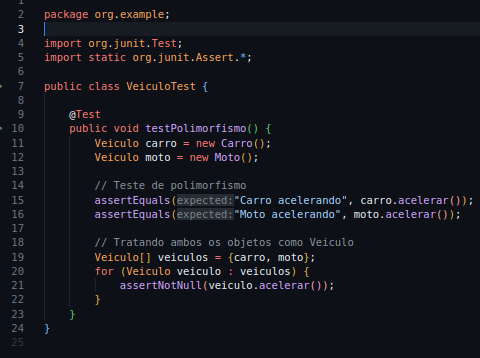 1
2 package org.example;
3
4 import org.junit.Test;
5 import static org.junit.Assert.*;
6
7 public class VeiculoTest {
8
9 @Test
10 public void testPolimorfismo() {
11 Veiculo carro = new Carro();
12 Veiculo moto = new Moto();
13
14 // Teste de polimorfismo
15 assertEquals(expected:"Carro acelerando", carro.acelerar());
16 assertEquals(expected:"Moto acelerando", moto.acelerar());
17
18 // Tratando ambos os objetos como Veiculo
19 Veiculo[] veiculos = {carro, moto};
20 for (Veiculo veiculo : veiculos) {
21 assertNotNull(veiculo.acelerar());
22 }
23 }
24 }
25